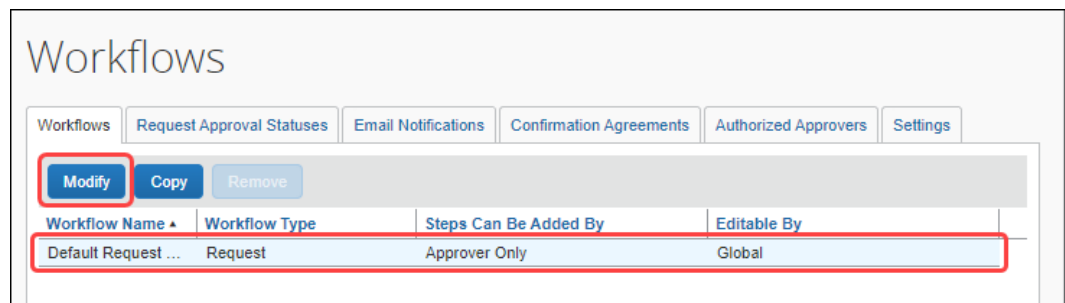 Workflows
Workflows Request Approval Statuses Email Notifications Confirmation Agreements Authorized Approvers Settings
Modify Copy Remove
Workflow Name Workflow Type Steps Can Be Added By Editable By
Default Request ... Request Approver Only Global